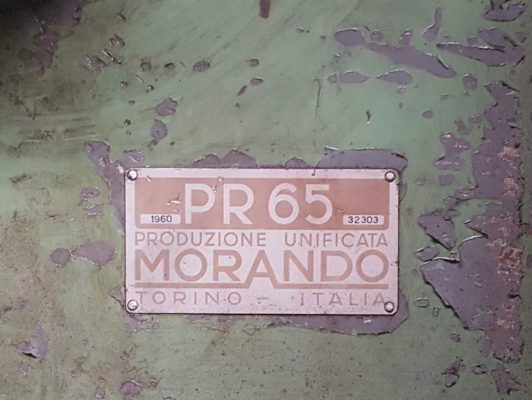 PR 65
1960 32303
PRODUZIONE UNIFICATA
MORANDO
TORINO - ITALIA